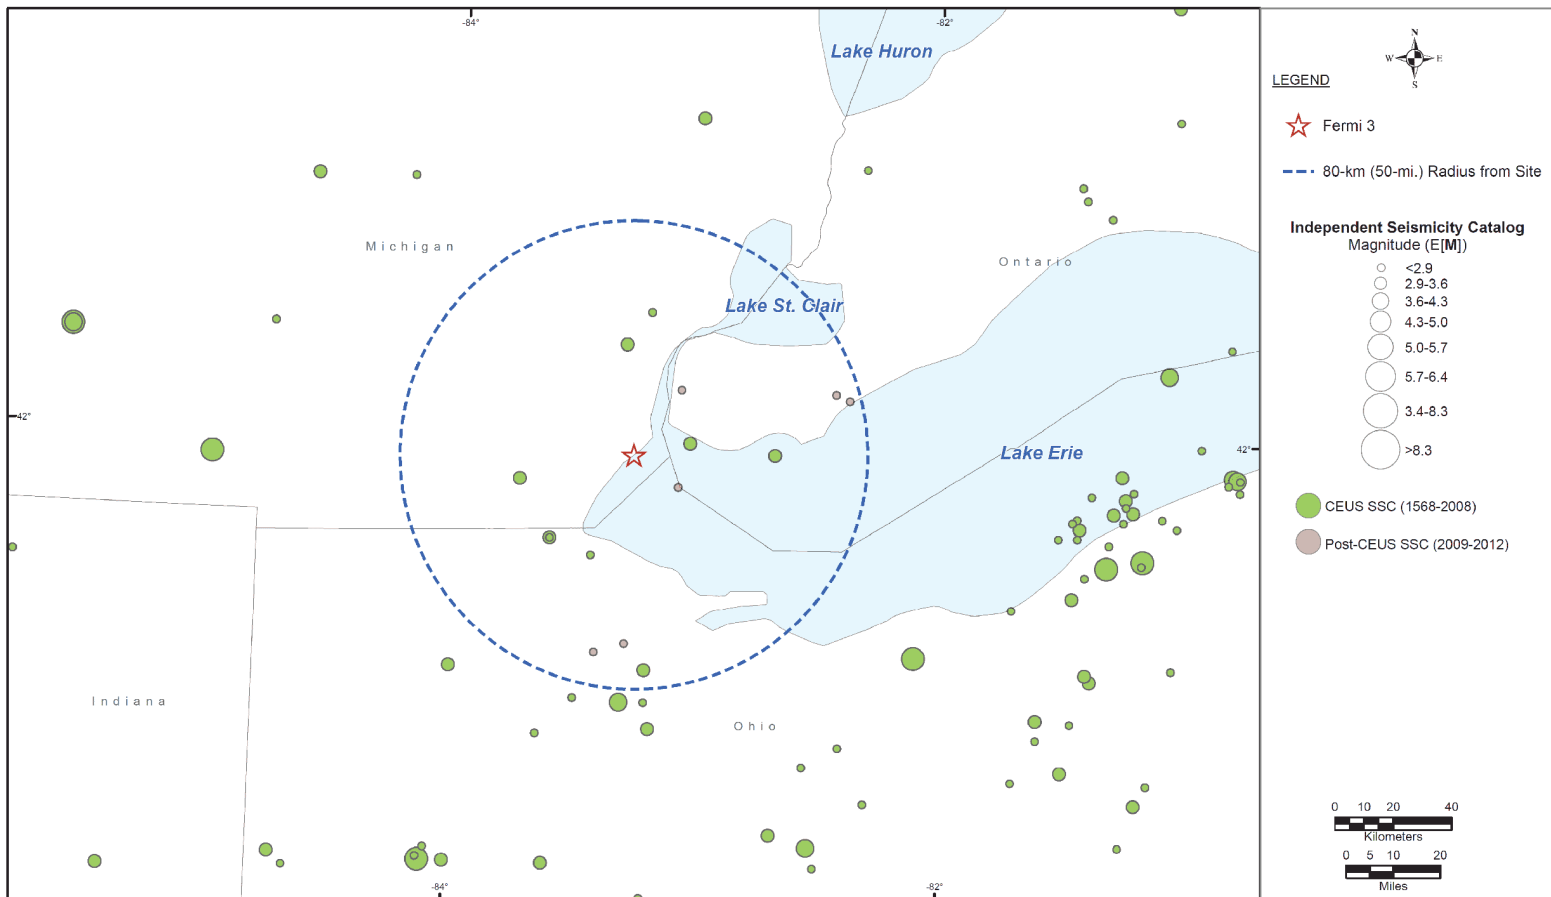 -84°
-82°
Lake Huron
Michigan
Ontario
Lake St. Clair
42°
Lake Erie
42°
Indiana
Ohio
-84°
-82°
N
W
E
S
LEGEND
Fermi 3
80-km (50-mi.) Radius from Site
Independent Seismicity Catalog
Magnitude (E[M])
<2.9
2.9-3.6
3.6-4.3
4.3-5.0
5.0-5.7
5.7-6.4
3.4-8.3
>8.3
CEUS SSC (1568-2008)
Post-CEUS SSC (2009-2012)
0 10 20 40
Kilometers
0 5 10 20
Miles